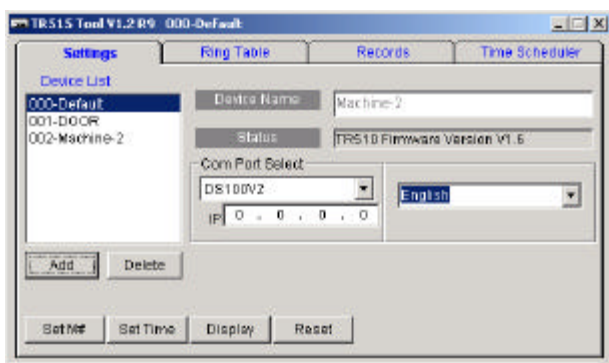 TR515 Tool V1.2 R9   000-Default
Settings   Ring Table   Records   Time Scheduler
Device List
000-Default
001-DOOR
002-Machine-2
Device Name   Machine-2
Status   TR510 Firmware Version V1.6
Com Port Select
DS100V2
English
IP 0 . 0 . 0 . 0
Add   Delete
Set M#   Set Time   Display   Reset